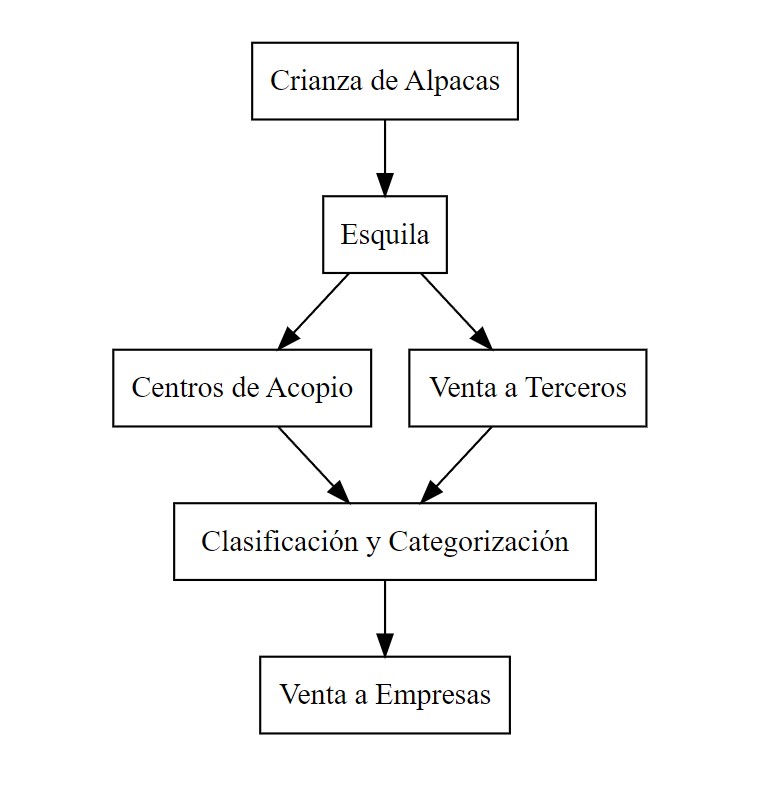 Crianza de Alpacas
Esquila
Centros de Acopio
Venta a Terceros
Clasificación y Categorización
Venta a Empresas